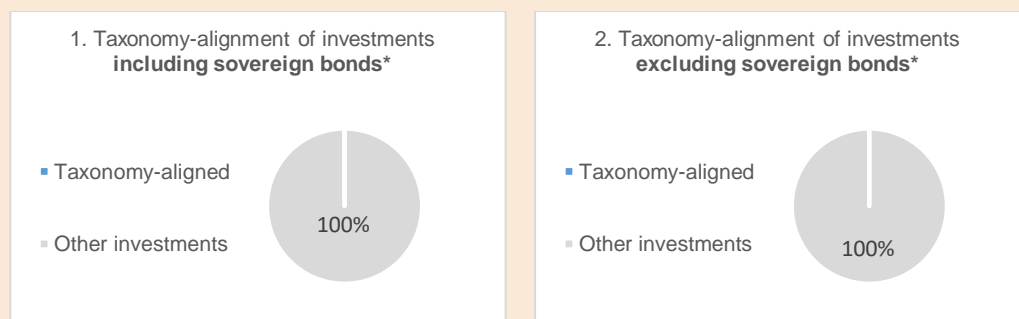 1. Taxonomy-alignment of investments
including sovereign bonds*
Taxonomy-aligned
Other investments
100%
2. Taxonomy-alignment of investments
excluding sovereign bonds*
Taxonomy-aligned
Other investments
100%